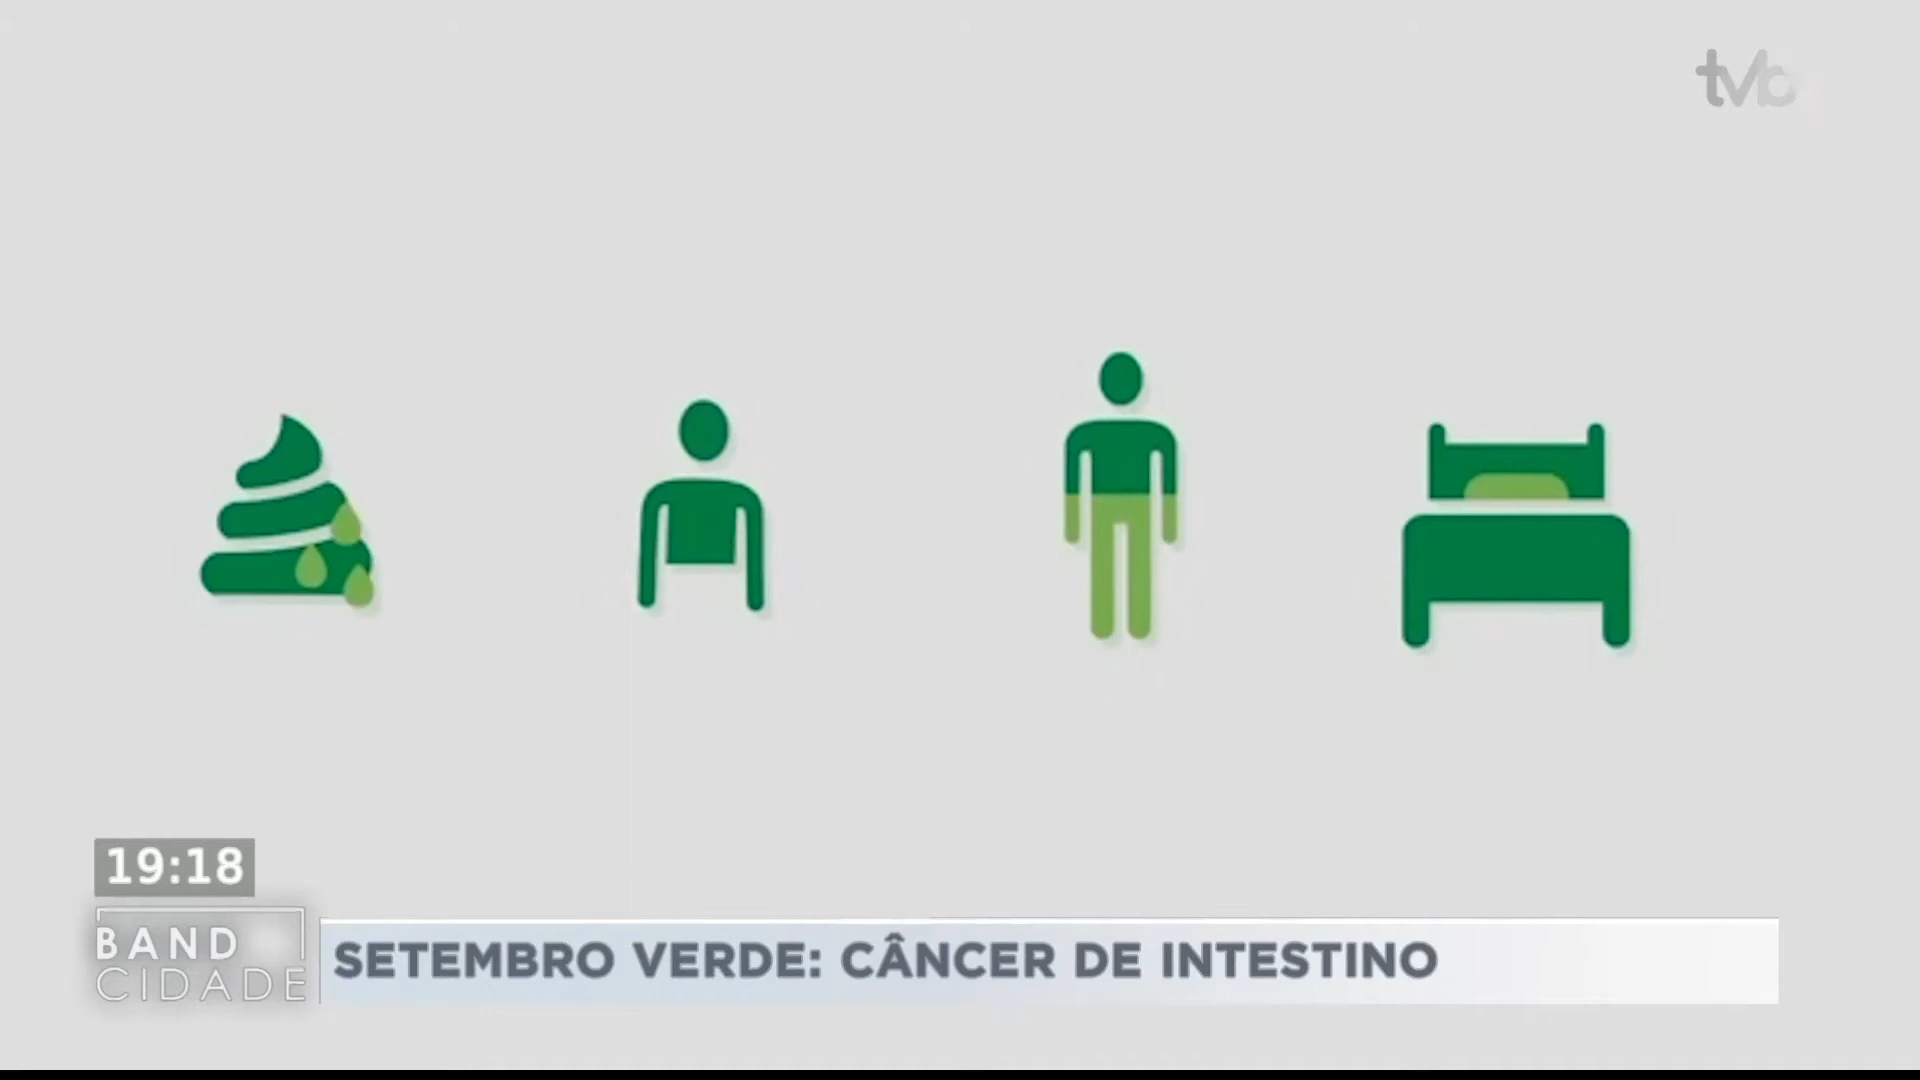 tvb
19:18
BAND
CIDADE
SETEMBRO VERDE: CÂNCER DE INTESTINO